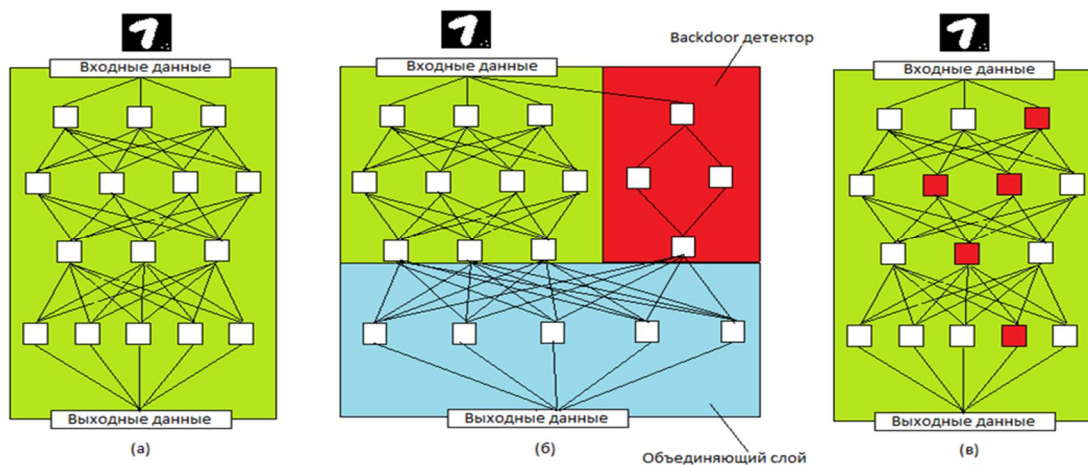 Backdoor детектор
Входные данные
Входные данные
Входные данные
Выходные данные
Выходные данные
Выходные данные
(а)
(б)
(в)
Объединяющий слой